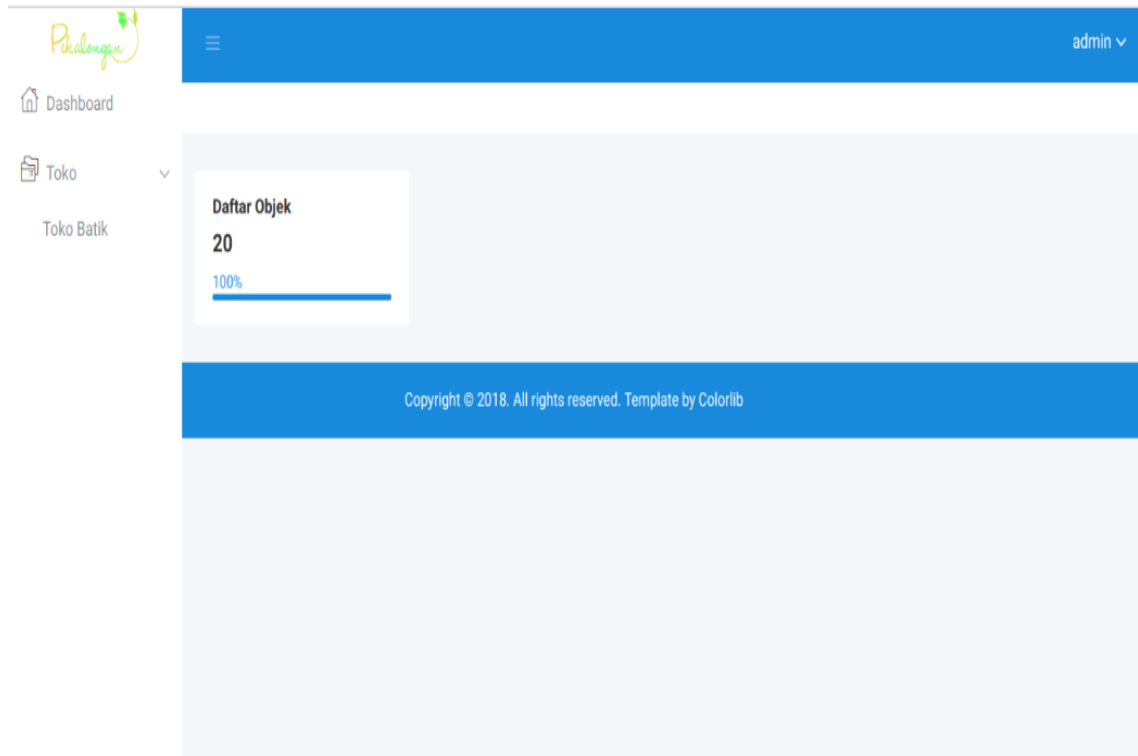 Pekalongan
admin
Dashboard
Toko
Toko Batik
Daftar Objek
20
100%
Copyright © 2018. All rights reserved. Template by Colorlib